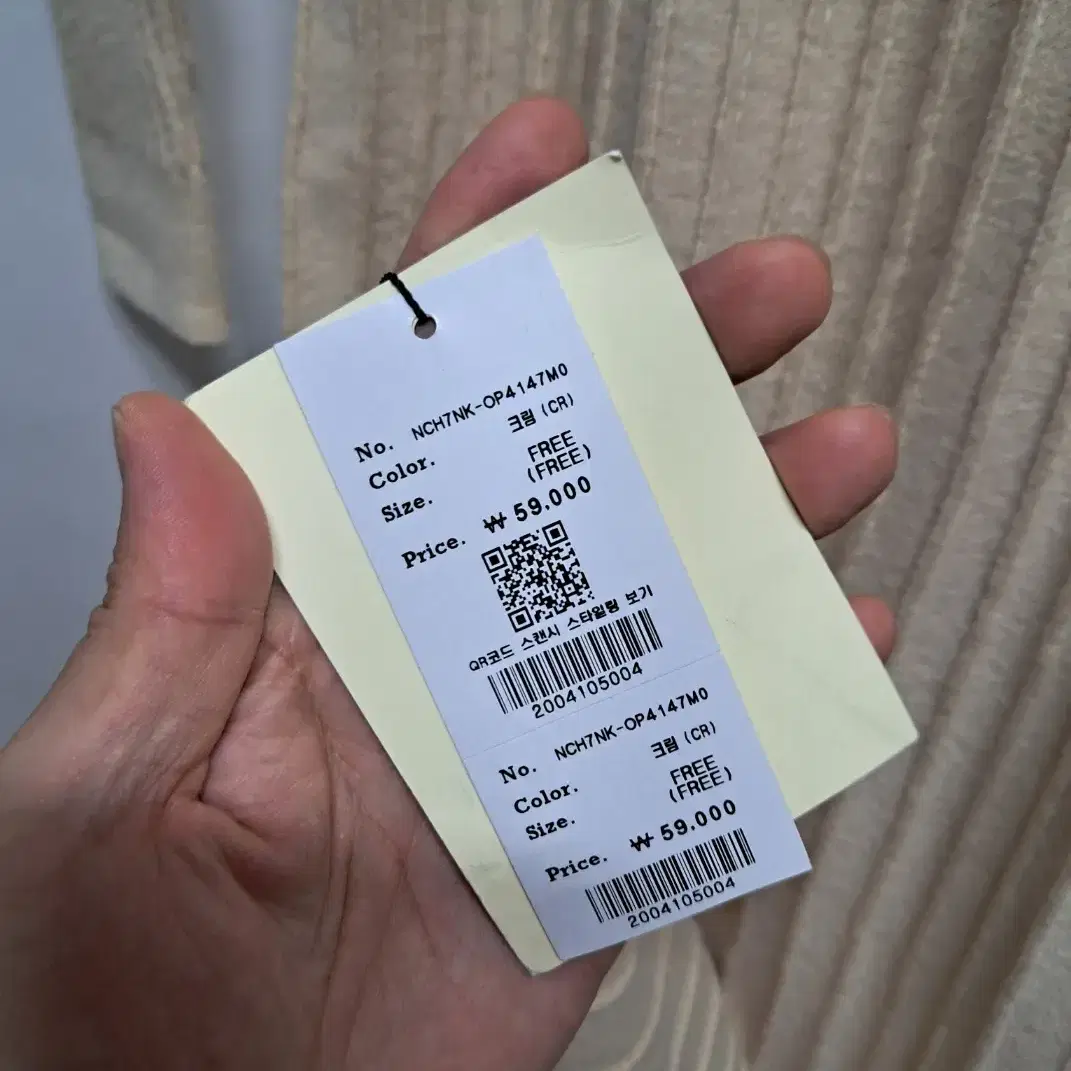 No. NCH7NK-OP4147M0
Color. 크림 (CR)
Size. FREE
(FREE)
Price. ₩ 59.000
QR코드 스캔시 스타일링 보기
2004105004
No. NCH7NK-OP4147M0
Color. 크림 (CR)
Size. FREE
(FREE)
Price. ₩ 59.000
2004105004